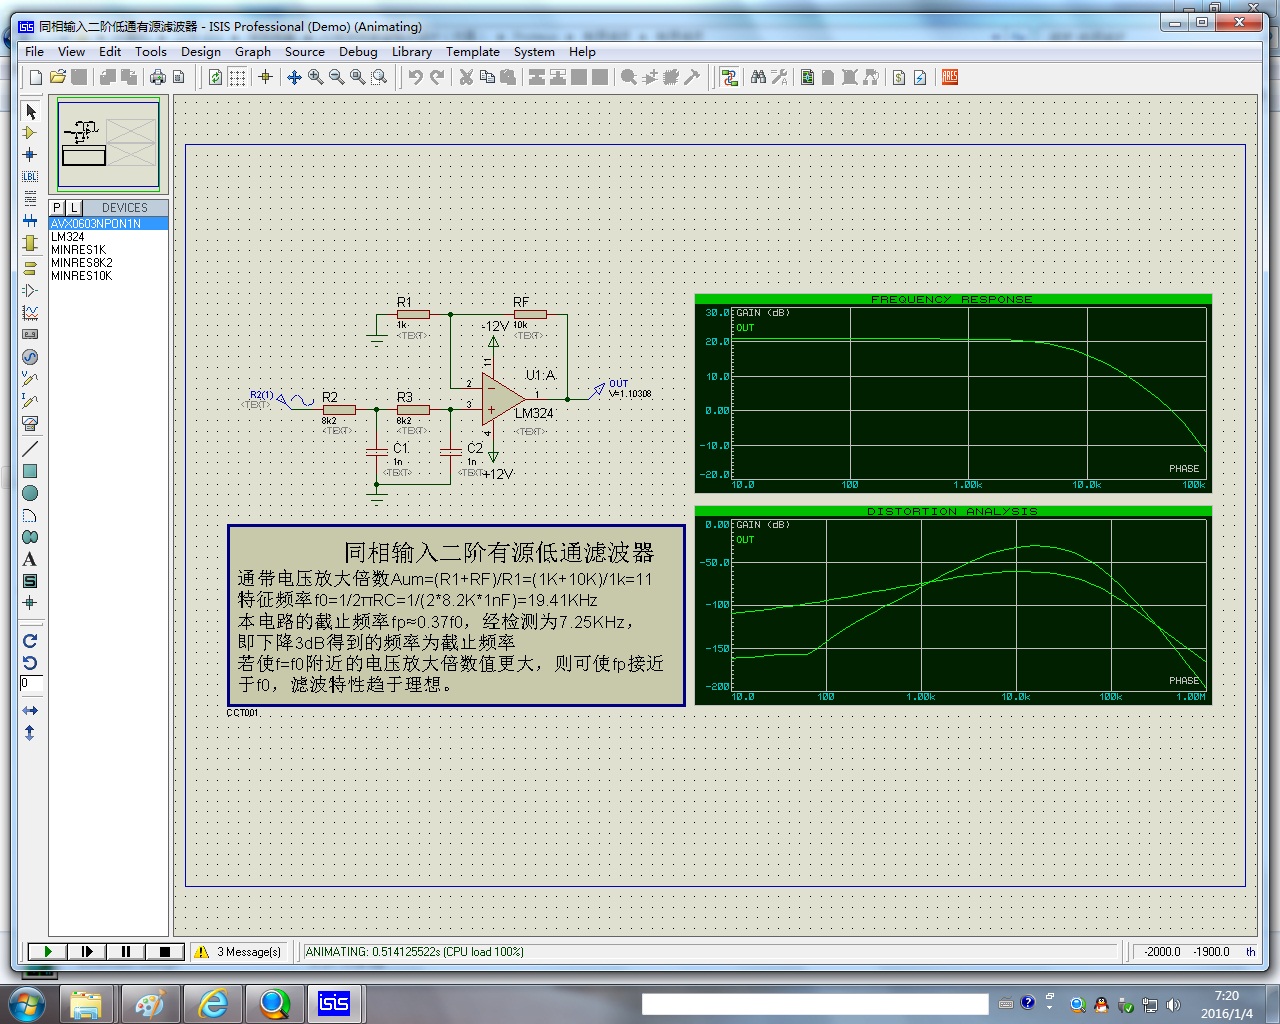 同相输入二阶低通有源滤波器 - ISIS Professional (Demo) (Animating)
File View Edit Tools Design Graph Source Debug Library Template System Help
P L DEVICES
AVX0603NPON1N
LM324
MINRES1K
MINRES8K2
MINRES10K
0
R1
1k
<TEXT>
RF
10k
-12V
11
U1:A
2
3
1
4
LM324
<TEXT>
+12V
OUT
V=1.10308
R2(1)
<TEXT>
R2
8k2
<TEXT>
R3
8k2
<TEXT>
C1
1n
<TEXT>
C2
1n
<TEXT>
同相输入二阶有源低通滤波器
通带电压放大倍数Aum=(R1+RF)/R1=(1K+10K)/1k=11
特征频率f0=1/2πRC=1/(2*8.2K*1nF)=19.41KHz
本电路的截止频率fp≈0.37f0，经检测为7.25KHz，
即下降3dB得到的频率为截止频率
若使f=f0附近的电压放大倍数值更大，则可使fp接近
于f0，滤波特性趋于理想。
CCT001
FREQUENCY RESPONSE
30.0 GAIN (dB)
OUT
20.0
10.0
0.00
-10.0
-20.0
PHASE
10.0 100 1.00k 10.0k 100k
DISTORTION ANALYSIS
0.00 GAIN (dB)
OUT
-50.0
-100
-150
-200
PHASE
10.0 100 1.00k 10.0k 100k 1.00M
3 Message(s)
ANIMATING: 0.514125522s (CPU load 100%)
-2000.0 -1900.0 th
isis
7:20
2016/1/4